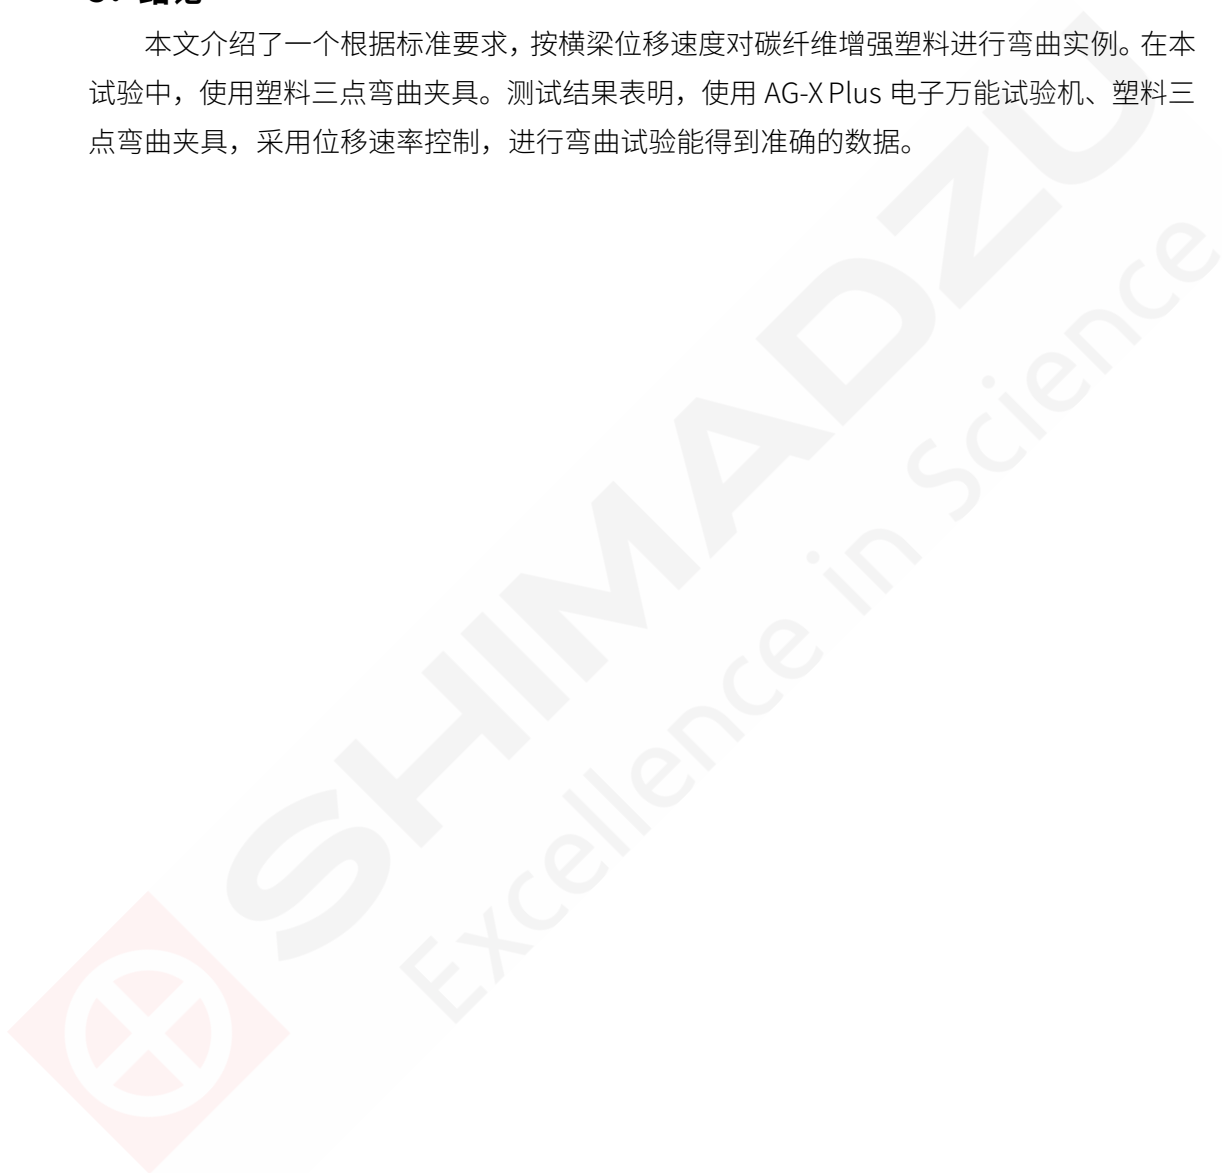 本文介绍了一个根据标准要求，按横梁位移速度对碳纤维增强塑料进行弯曲实例。在本
试验中，使用塑料三点弯曲夹具。测试结果表明，使用 AG-X Plus 电子万能试验机、塑料三
点弯曲夹具，采用位移速率控制，进行弯曲试验能得到准确的数据。
SHIMADZU
Excellence in Science